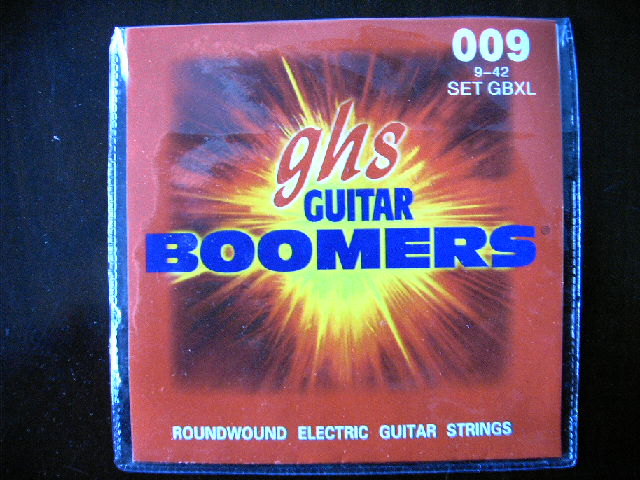 009
9-42
SET GBXL
ghs
GUITAR
BOOMERS®
ROUNDWOUND ELECTRIC GUITAR STRINGS